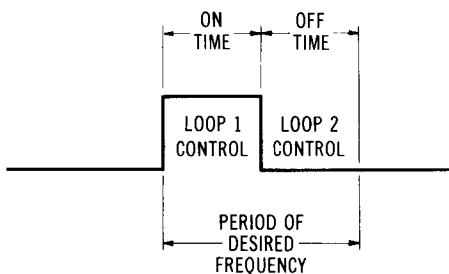 ON
TIME
OFF
TIME
LOOP 1
CONTROL
LOOP 2
CONTROL
PERIOD OF
DESIRED
FREQUENCY